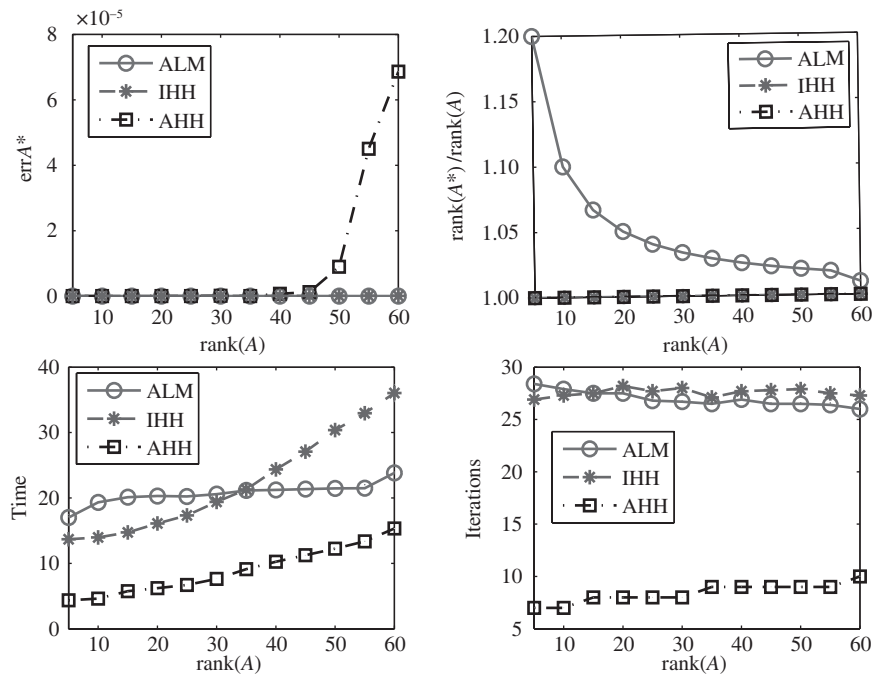 ×10⁻⁵
8
6
4
2
0
errA*
ALM
IHH
AHH
10 20 30 40 50 60
rank(A)
1.20
1.15
1.10
1.05
1.00
rank(A*) /rank(A)
ALM
IHH
AHH
10 20 30 40 50 60
rank(A)
40
30
20
10
0
Time
ALM
IHH
AHH
10 20 30 40 50 60
rank(A)
30
25
20
15
10
5
Iterations
ALM
IHH
AHH
10 20 30 40 50 60
rank(A)